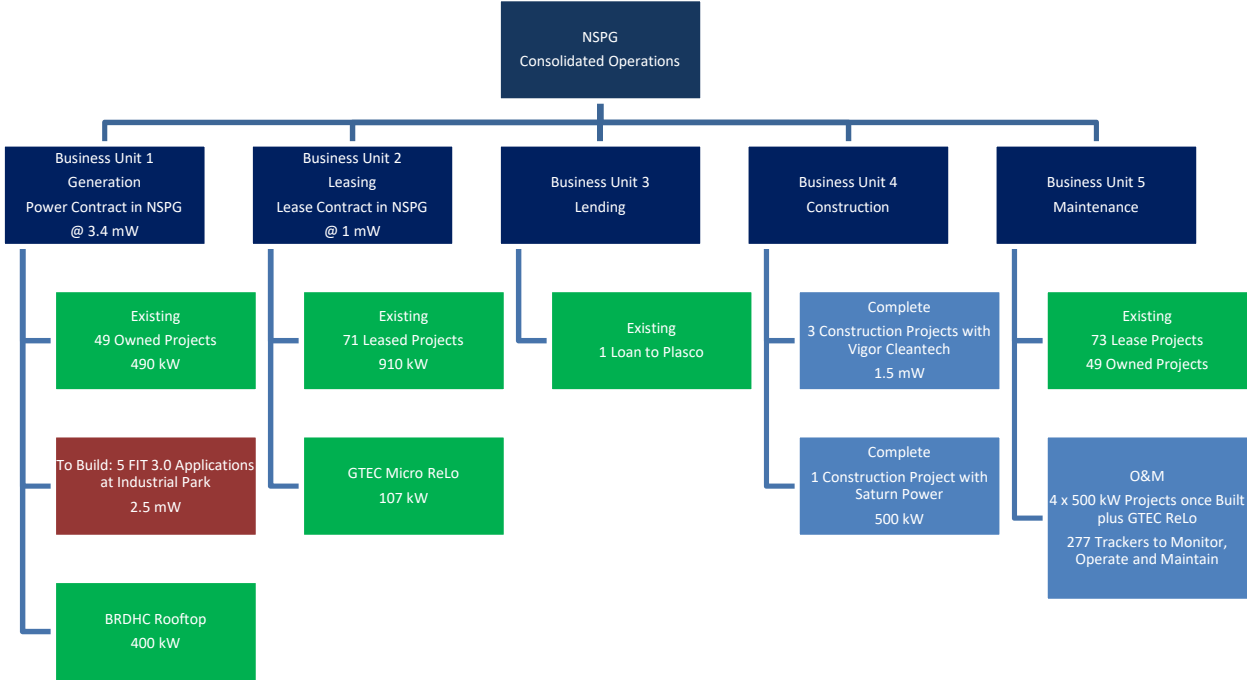 NSPG
Consolidated Operations
Business Unit 1
Generation
Power Contract in NSPG
@ 3.4 mW
Existing
49 Owned Projects
490 kW
To Build: 5 FIT 3.0 Applications
at Industrial Park
2.5 mW
BRDHC Rooftop
400 kW
Business Unit 2
Leasing
Lease Contract in NSPG
@ 1 mW
Existing
71 Leased Projects
910 kW
GTEC Micro ReLo
107 kW
Business Unit 3
Lending
Existing
1 Loan to Plasco
Business Unit 4
Construction
Complete
3 Construction Projects with
Vigor Cleantech
1.5 mW
Complete
1 Construction Project with
Saturn Power
500 kW
Business Unit 5
Maintenance
Existing
73 Lease Projects
49 Owned Projects
O&M
4 x 500 kW Projects once Built
plus GTEC ReLo
277 Trackers to Monitor,
Operate and Maintain